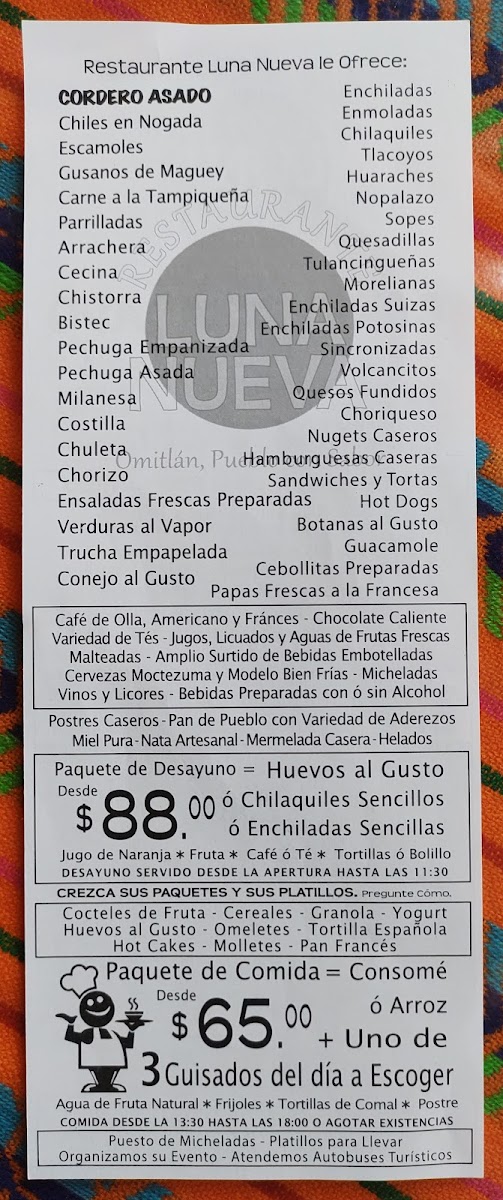 Restaurante Luna Nueva le Ofrece:
CORDERO ASADO
Chiles en Nogada
Escamoles
Gusanos de Maguey
Carne a la Tampiqueña
Parrilladas
Arrachera
Cecina
Chistorra
Bistec
Pechuga Empanizada
Pechuga Asada
Milanesa
Costilla
Chuleta
Chorizo
Ensaladas Frescas Preparadas
Verduras al Vapor
Trucha Empapelada
Conejo al Gusto
Enchiladas
Enmoladas
Chilaquiles
Tlacoyos
Huaraches
Nopalazo
Sopes
Quesadillas
Tulancingueñas
Morelianas
Enchiladas Suizas
Enchiladas Potosinas
Sincronizadas
Volcancitos
Quesos Fundidos
Choriqueso
Nugets Caseros
Hamburguesas Caseras
Sandwiches y Tortas
Hot Dogs
Botanas al Gusto
Guacamole
Cebollitas Preparadas
Papas Frescas a la Francesa
RESTAURANTE
LUNA
NUEVA
Omitlán, Pueblo con Sabor
Café de Olla, Americano y Fránces - Chocolate Caliente
Variedad de Tés - Jugos, Licuados y Aguas de Frutas Frescas
Malteadas - Amplio Surtido de Bebidas Embotelladas
Cervezas Moctezuma y Modelo Bien Frías - Micheladas
Vinos y Licores - Bebidas Preparadas con ó sin Alcohol
Postres Caseros - Pan de Pueblo con Variedad de Aderezos
Miel Pura - Nata Artesanal - Mermelada Casera - Helados
Paquete de Desayuno = Huevos al Gusto
Desde $88.00 ó Chilaquiles Sencillos
ó Enchiladas Sencillas
Jugo de Naranja * Fruta * Café ó Té * Tortillas ó Bolillo
DESAYUNO SERVIDO DESDE LA APERTURA HASTA LAS 11:30
CREZCA SUS PAQUETES Y SUS PLATILLOS. Pregunte Cómo.
Cocteles de Fruta - Cereales - Granola - Yogurt
Huevos al Gusto - Omeletes - Tortilla Española
Hot Cakes - Molletes - Pan Francés
Paquete de Comida = Consomé
Desde $65.00 ó Arroz
+ Uno de
3 Guisados del día a Escoger
Agua de Fruta Natural * Frijoles * Tortillas de Comal * Postre
COMIDA DESDE LA 13:30 HASTA LAS 18:00 O AGOTAR EXISTENCIAS
Puesto de Micheladas - Platillos para Llevar
Organizamos su Evento - Atendemos Autobuses Turísticos